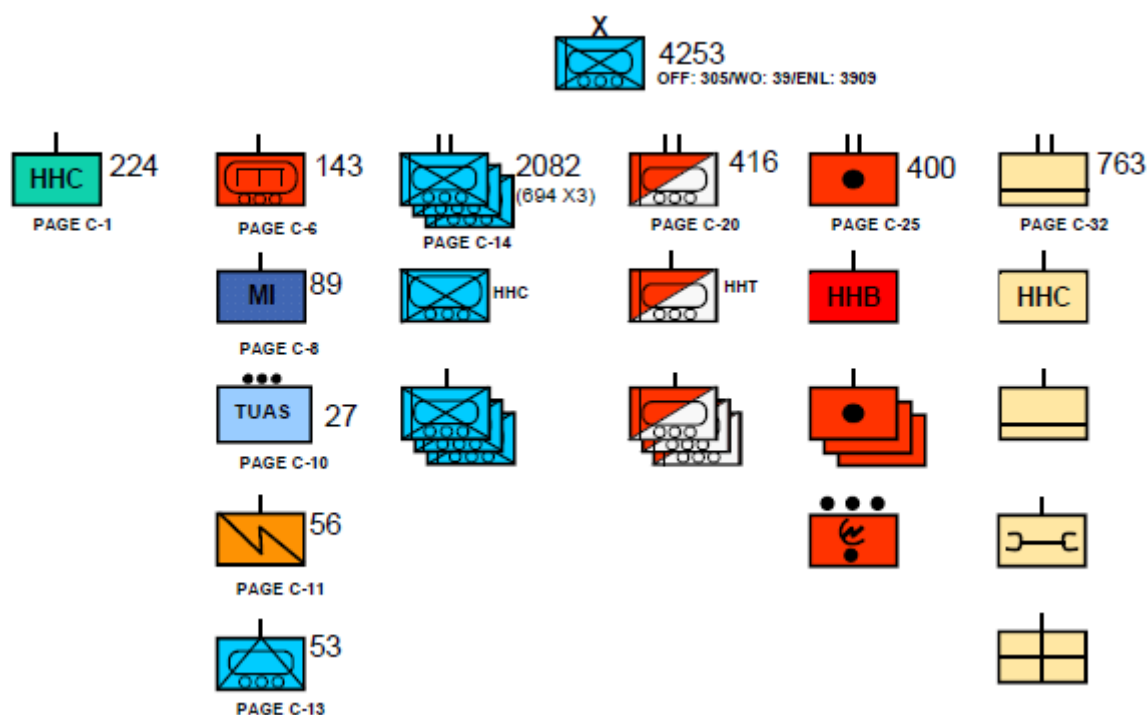 X
4253
OFF: 305/WO: 39/ENL: 3909
HHC 224
PAGE C-1
143
PAGE C-6
2082
(694 X3)
PAGE C-14
416
PAGE C-20
400
PAGE C-25
763
PAGE C-32
MI 89
PAGE C-8
HHC
HHT
HHB
HHC
TUAS 27
PAGE C-10
56
PAGE C-11
53
PAGE C-13